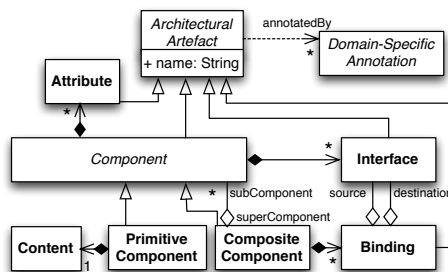 Architectural
Artefact
+ name: String
annotatedBy
*
Domain-Specific
Annotation
Attribute
*
Component
*
Interface
*
subComponent
superComponent
source
destination
Content
1
Primitive
Component
Composite
Component
*
Binding